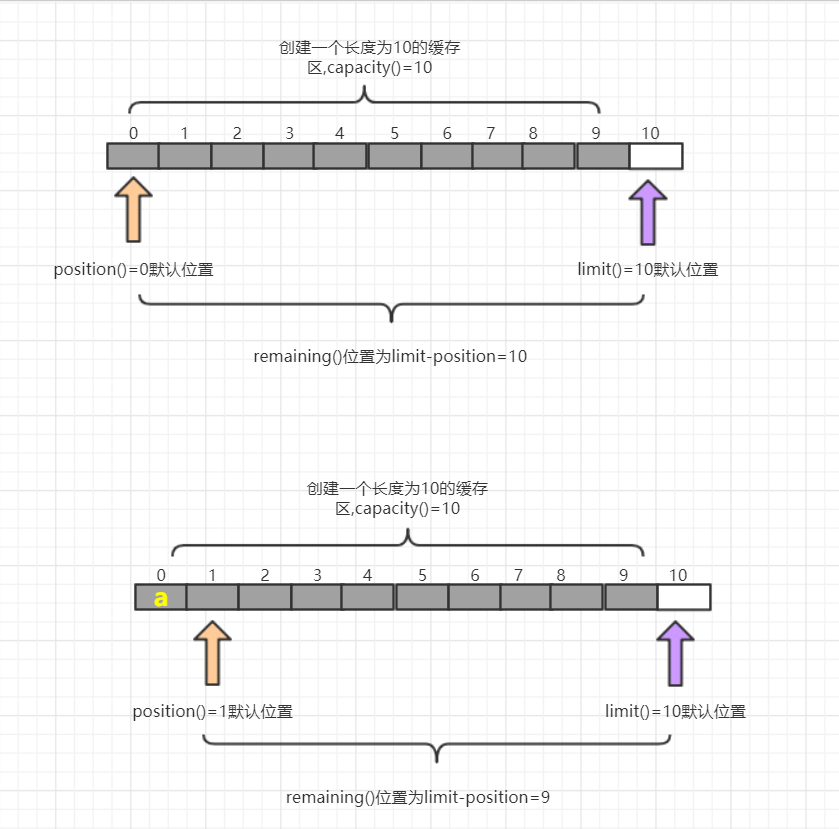 创建一个长度为10的缓存
区,capacity()=10
0 1 2 3 4 5 6 7 8 9 10
position()=0默认位置 limit()=10默认位置
remaining()位置为limit-position=10
创建一个长度为10的缓存
区,capacity()=10
0 1 2 3 4 5 6 7 8 9 10
a
position()=1默认位置 limit()=10默认位置
remaining()位置为limit-position=9